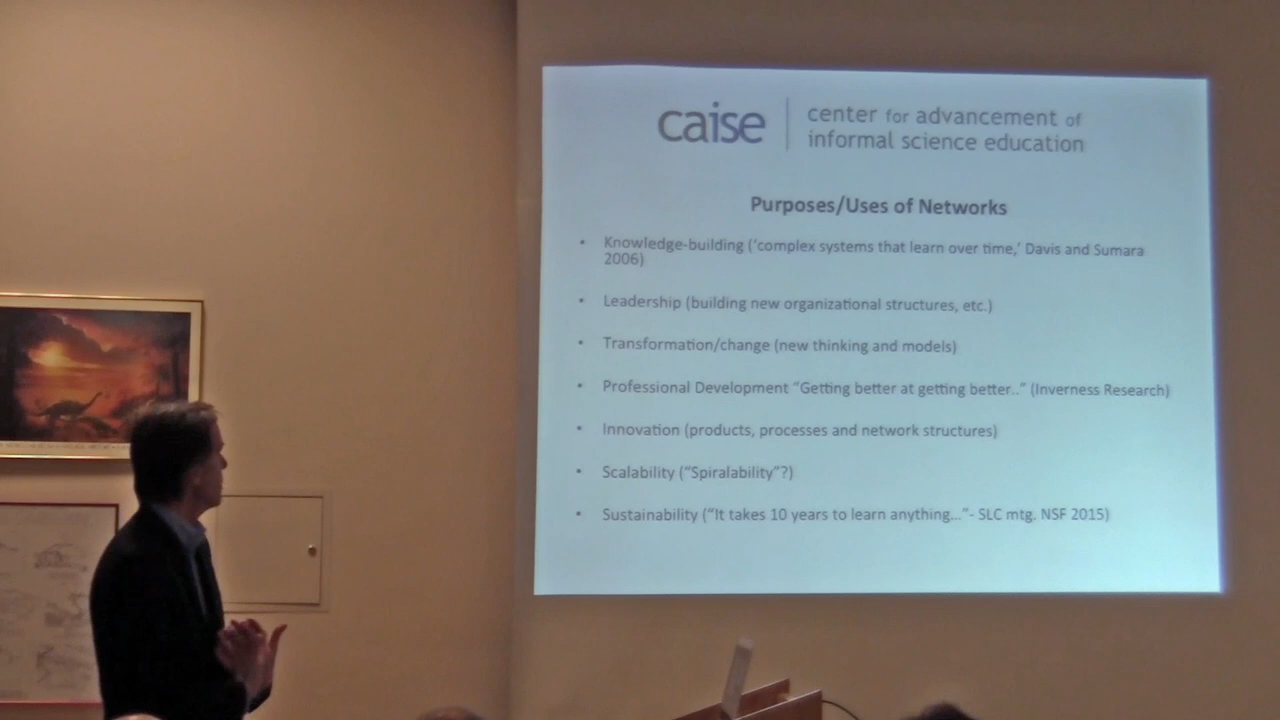 caise
center for advancement of
informal science education
Purposes/Uses of Networks
• Knowledge-building (‘complex systems that learn over time,’ Davis and Sumara
2006)
• Leadership (building new organizational structures, etc.)
• Transformation/change (new thinking and models)
• Professional Development “Getting better at getting better..” (Inverness Research)
• Innovation (products, processes and network structures)
• Scalability (“Spiralability”?)
• Sustainability (“It takes 10 years to learn anything…”- SLC mtg. NSF 2015)